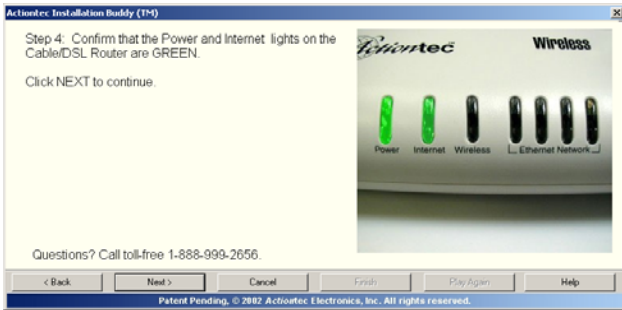 Actiontec Installation Buddy (TM)
Step 4: Confirm that the Power and Internet lights on the
Cable/DSL Router are GREEN.
Click NEXT to continue.
Actiontec
Wireless
Power
Internet
Wireless
Ethernet Network
Questions? Call toll-free 1-888-999-2656.
< Back
Next >
Cancel
Finish
Play Again
Help
Patent Pending, © 2002 Actiontec Electronics, Inc. All rights reserved.